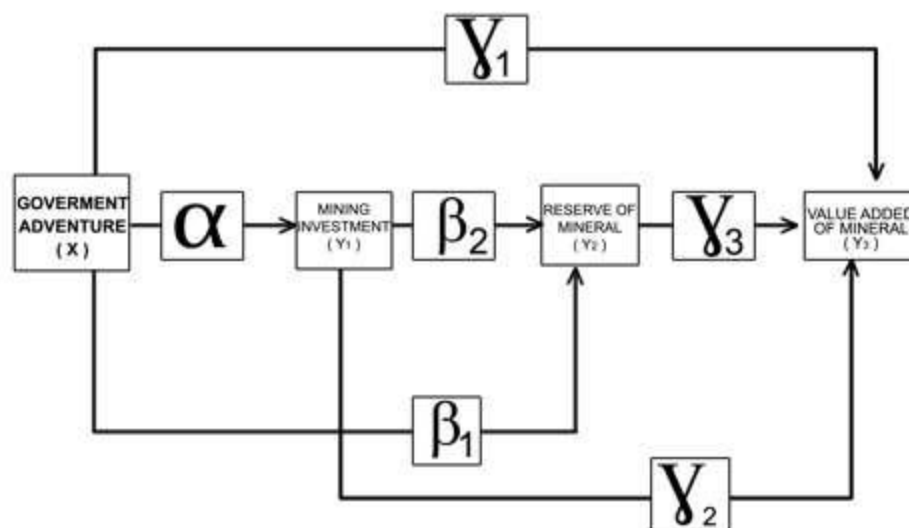 γ1
GOVERMENT
ADVENTURE
( X )
α
MINING
INVESTMENT
( Y1 )
β2
RESERVE OF
MINERAL
( Y2 )
γ3
VALUE ADDED
OF MINERAL
( Y3 )
β1
γ2